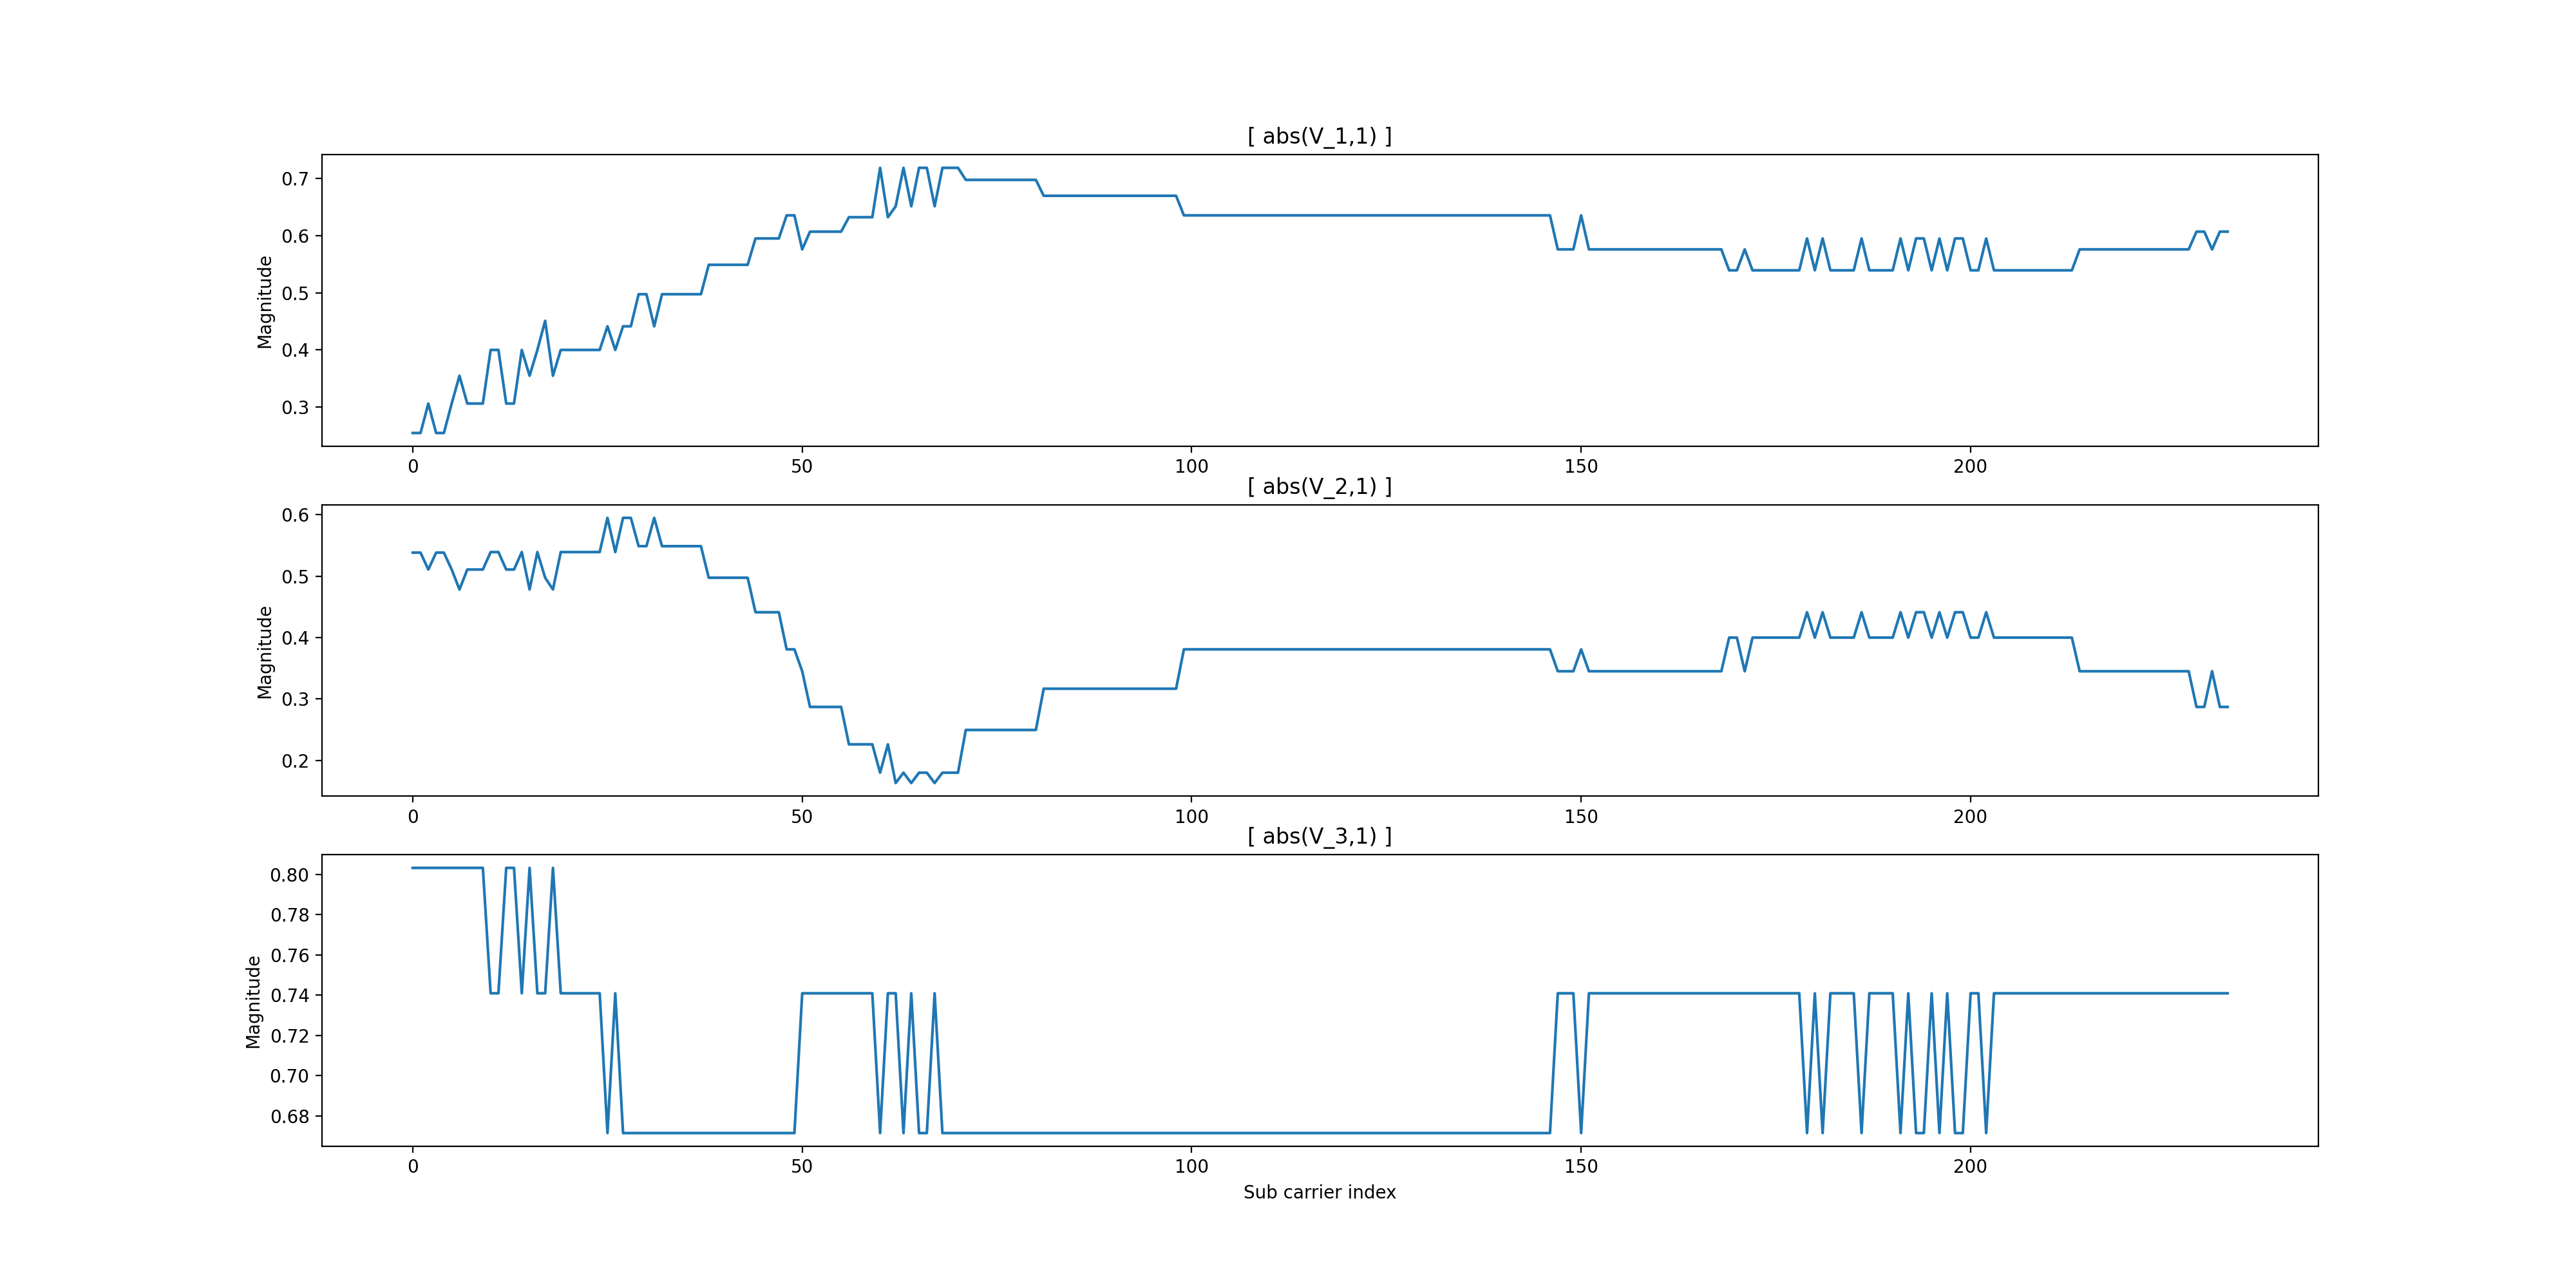 [ abs(V_1,1) ]
Magnitude
0.7
0.6
0.5
0.4
0.3
0 50 100 150 200
[ abs(V_2,1) ]
Magnitude
0.6
0.5
0.4
0.3
0.2
0 50 100 150 200
[ abs(V_3,1) ]
Magnitude
0.80
0.78
0.76
0.74
0.72
0.70
0.68
0 50 100 150 200
Sub carrier index